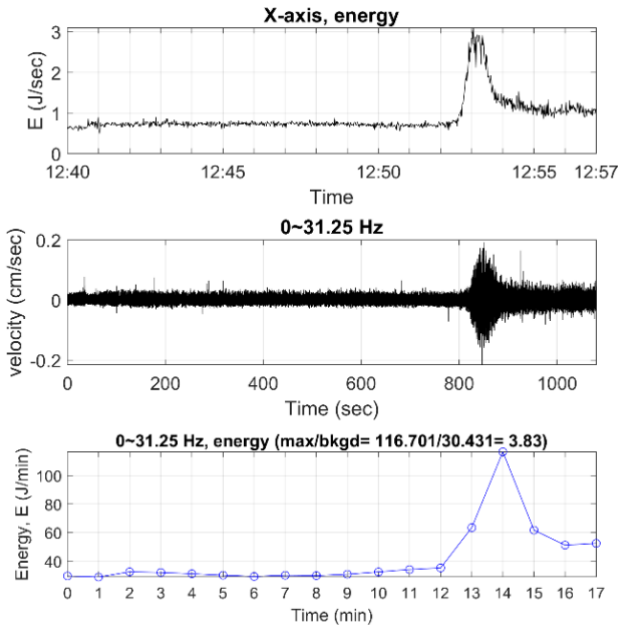 X-axis, energy
E (J/sec)
3
2
1
0
12:40 12:45 12:50 12:55 12:57
Time
0~31.25 Hz
velocity (cm/sec)
0.2
0
-0.2
0 200 400 600 800 1000
Time (sec)
0~31.25 Hz, energy (max/bkgd= 116.701/30.431= 3.83)
Energy, E (J/min)
100
80
60
40
0 1 2 3 4 5 6 7 8 9 10 11 12 13 14 15 16 17
Time (min)